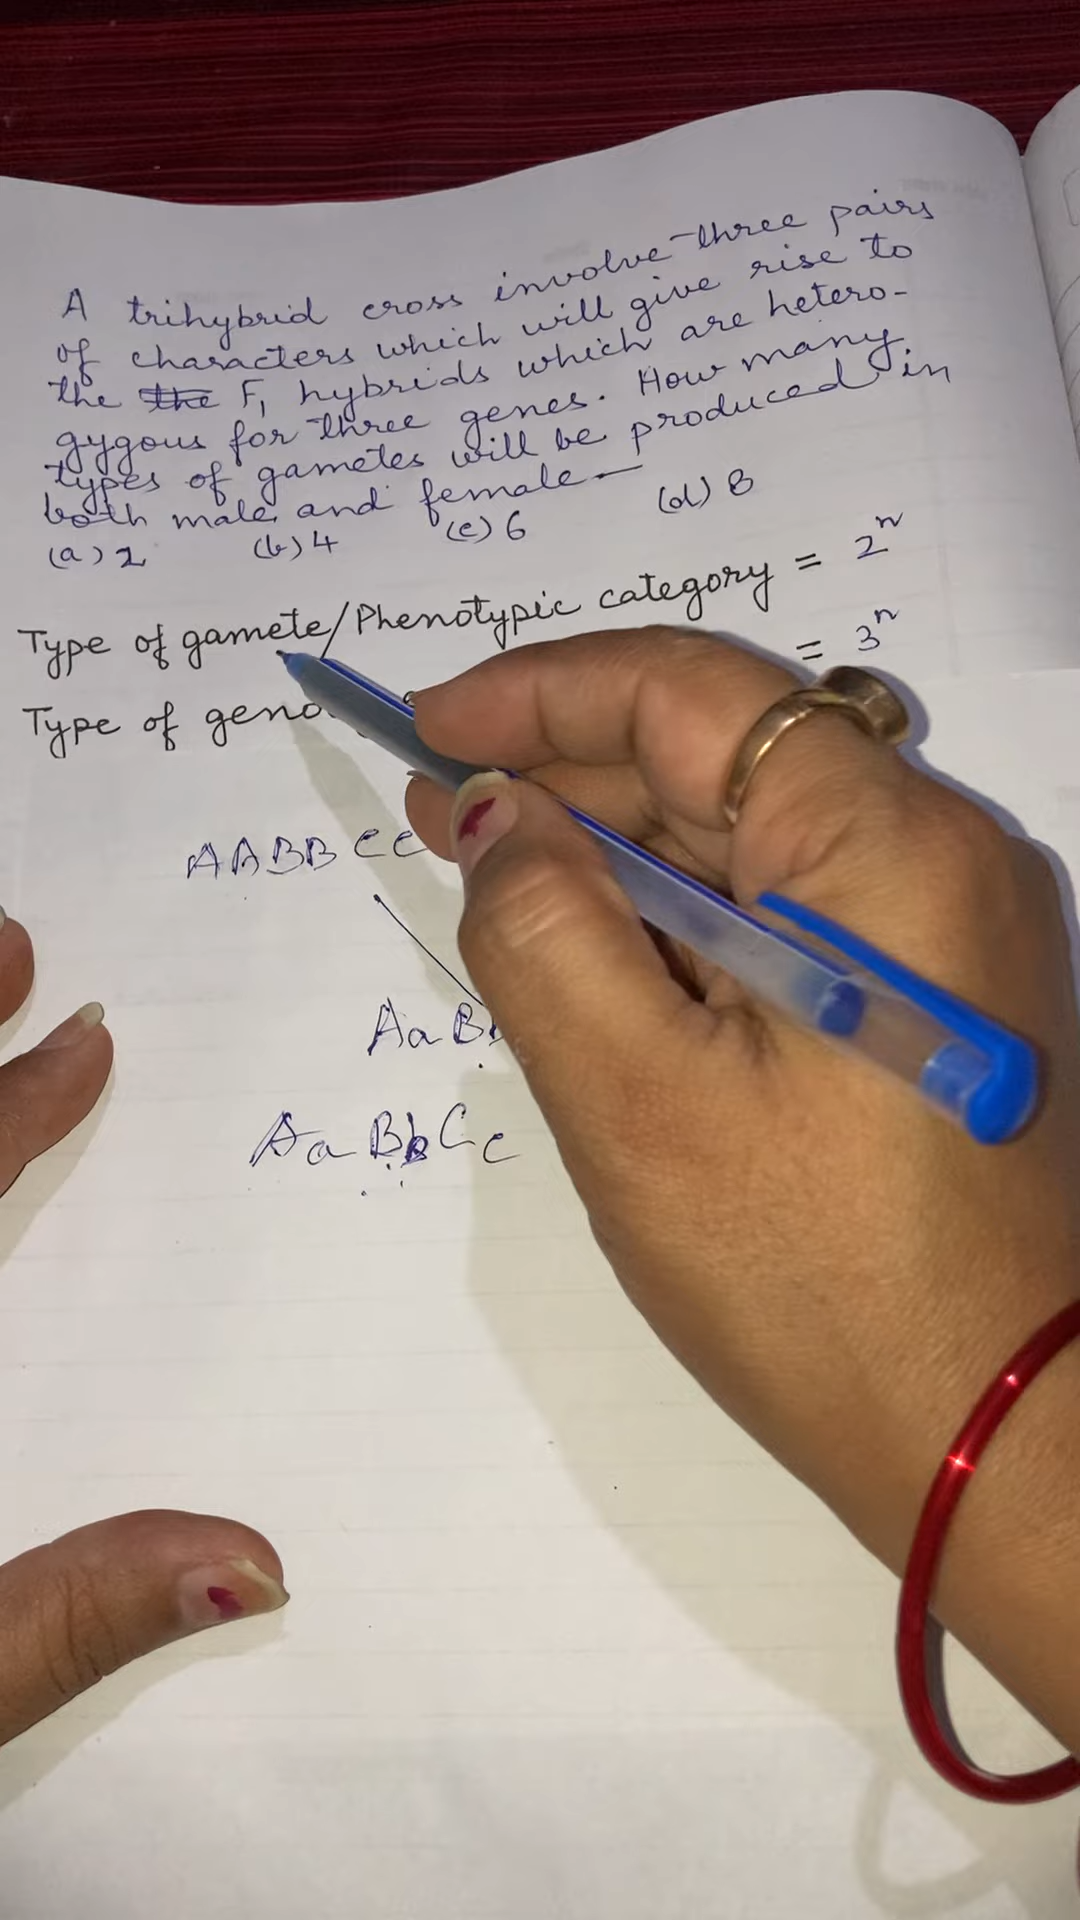 A trihybrid cross involve three pairs
of characters which will give rise to
the the F1 hybrids which are hetero-
gygous for three genes. How many
types of gametes will be produced in
both male and female—
(a) 2 (b) 4 (c) 6 (d) 8
Type of gamete/Phenotypic category = 2^n
Type of = 3^n
AABBCC
AaB
AaBbCc